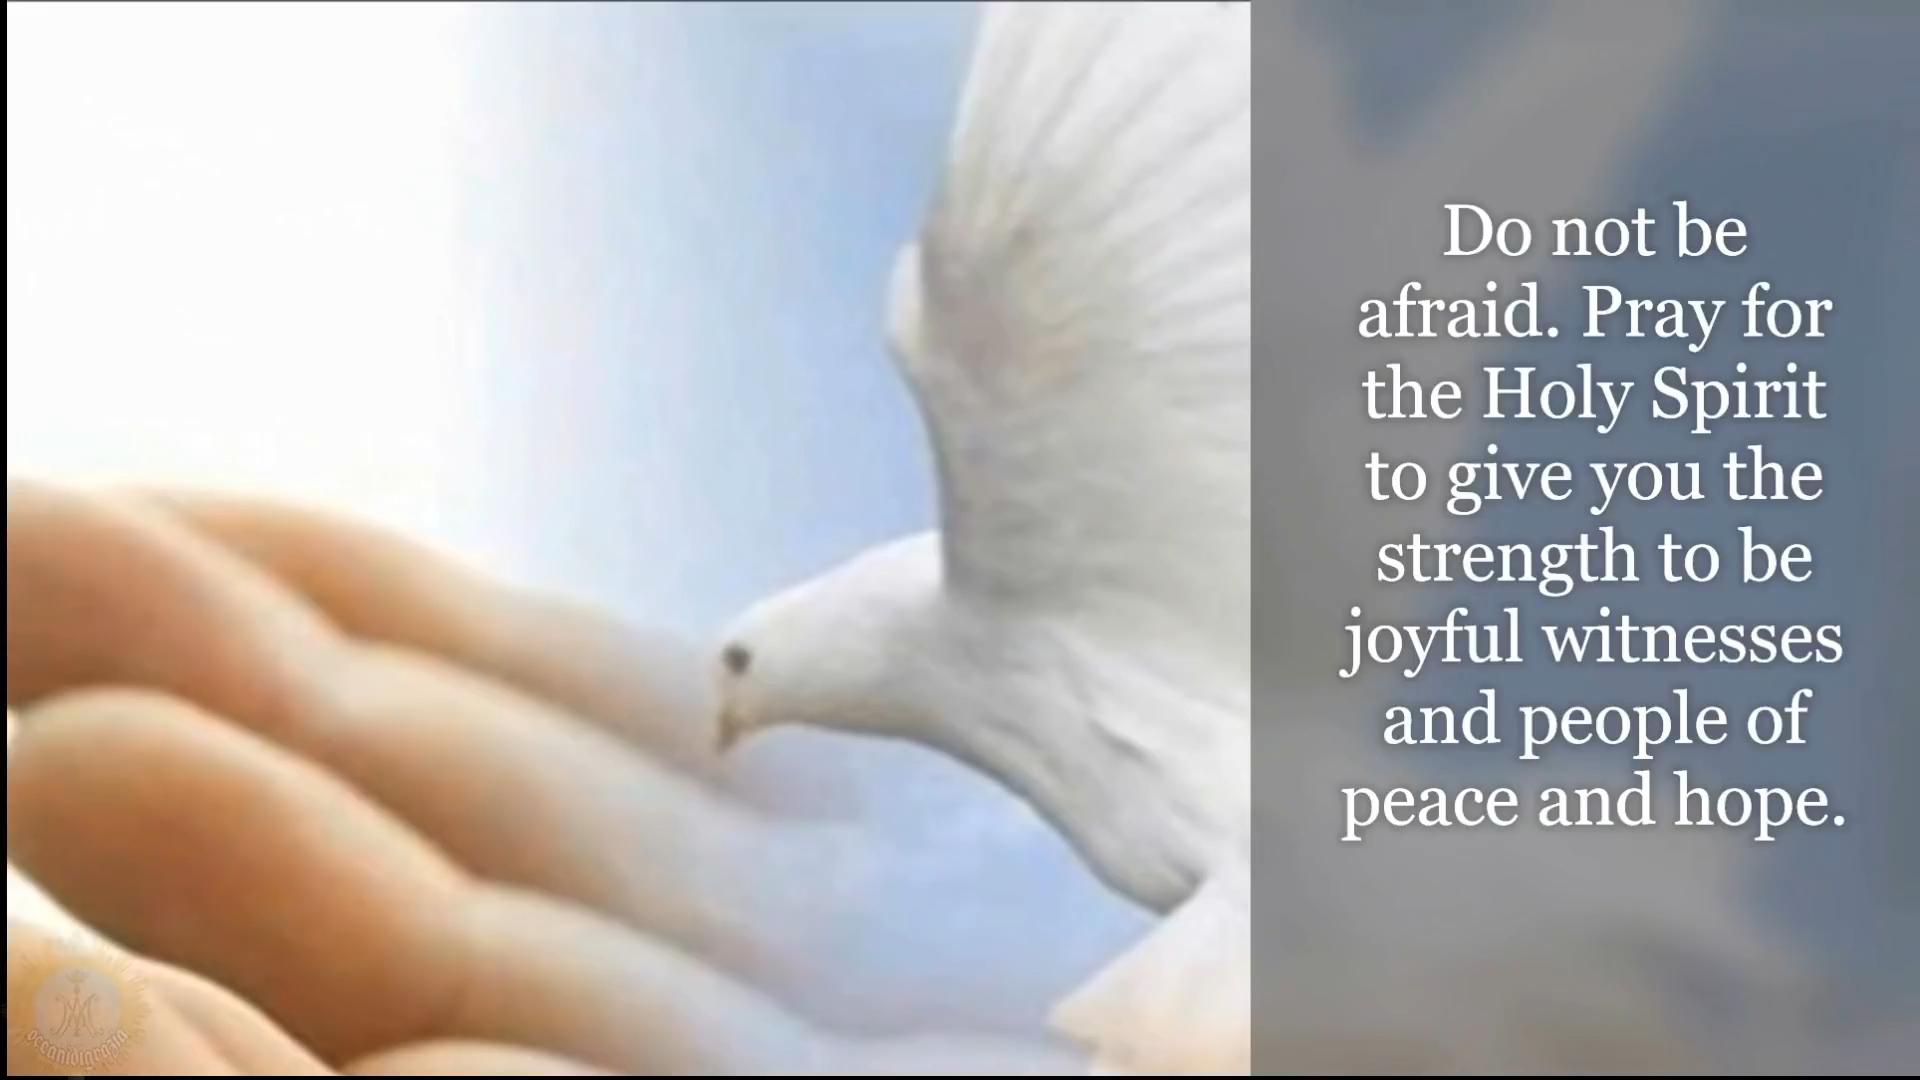 Do not be
afraid. Pray for
the Holy Spirit
to give you the
strength to be
joyful witnesses
and people of
peace and hope.
oceanidigrazia